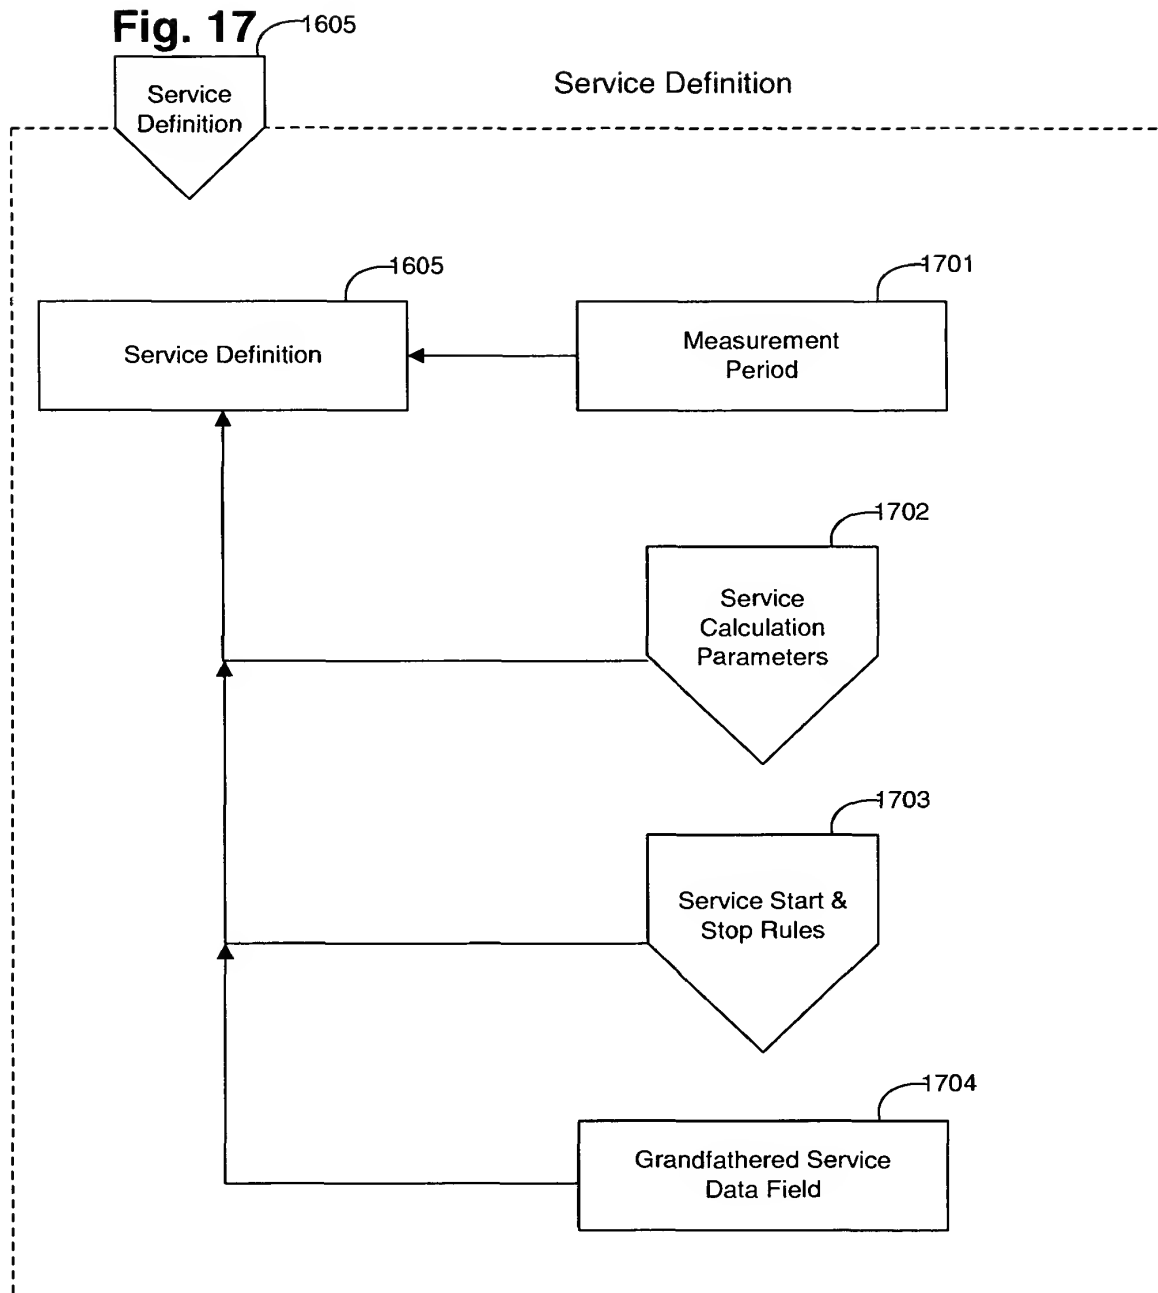 Fig. 17
1605
Service Definition
Service
Definition
1605
1701
Service Definition
Measurement
Period
1702
Service
Calculation
Parameters
1703
Service Start &
Stop Rules
1704
Grandfathered Service
Data Field